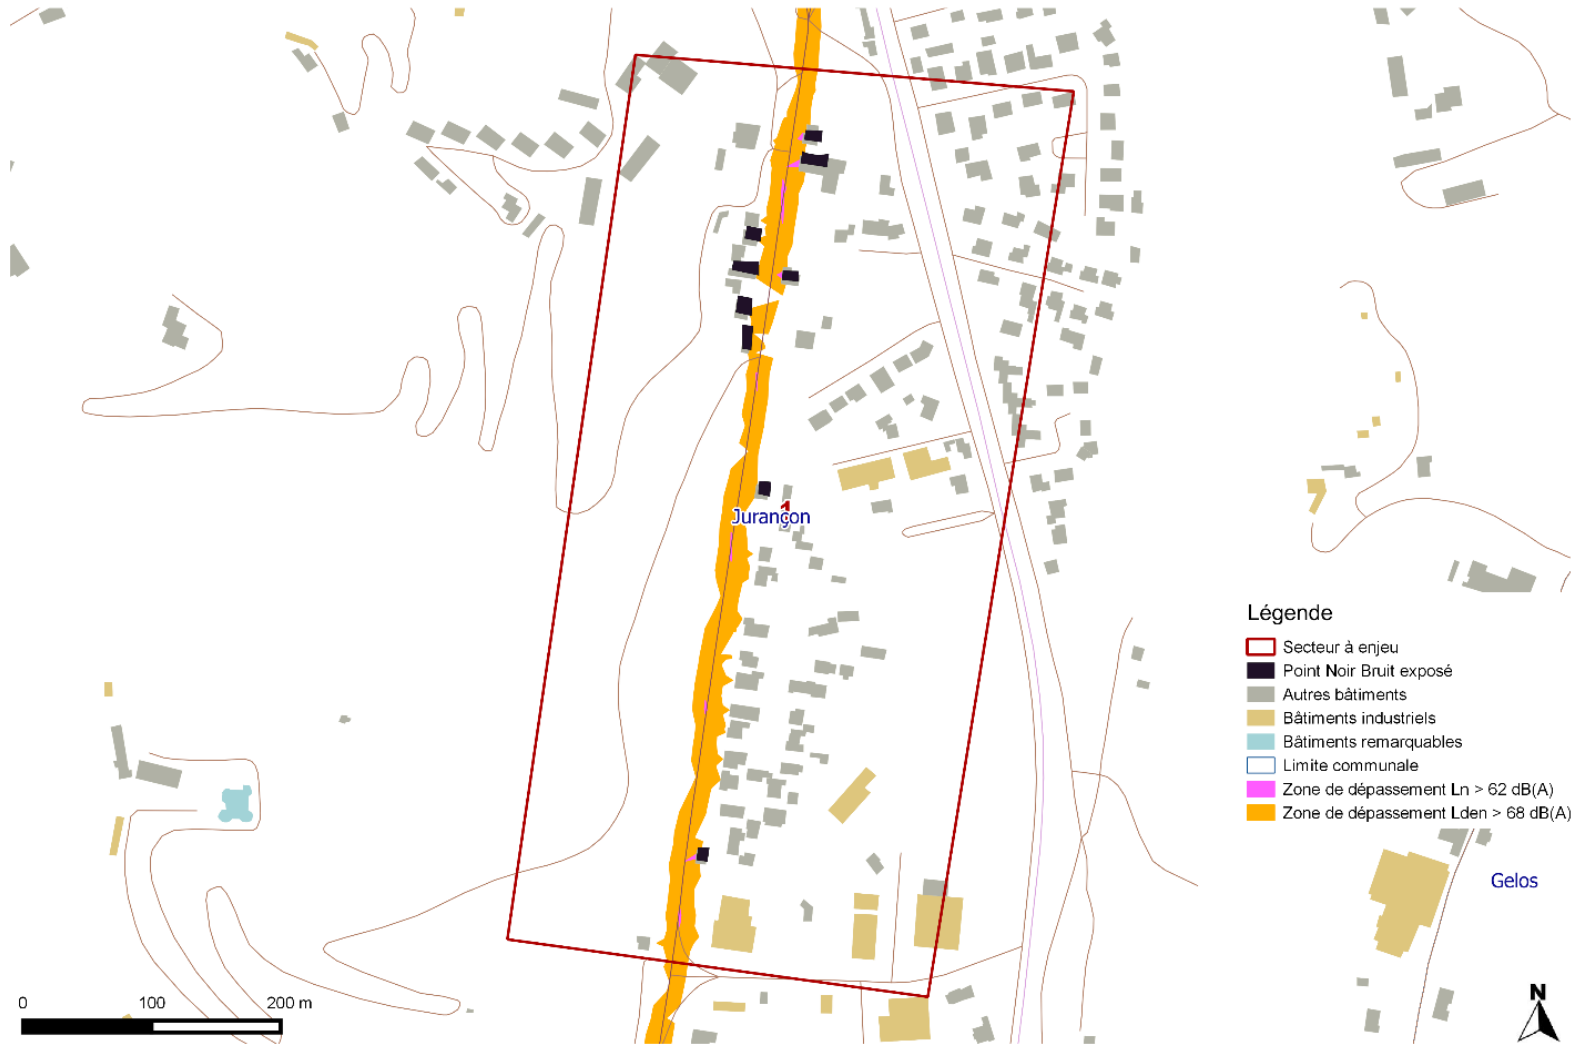 1
Jurançon
Légende
Secteur à enjeu
Point Noir Bruit exposé
Autres bâtiments
Bâtiments industriels
Bâtiments remarquables
Limite communale
Zone de dépassement Ln > 62 dB(A)
Zone de dépassement Lden > 68 dB(A)
Gelos
0 100 200 m
N